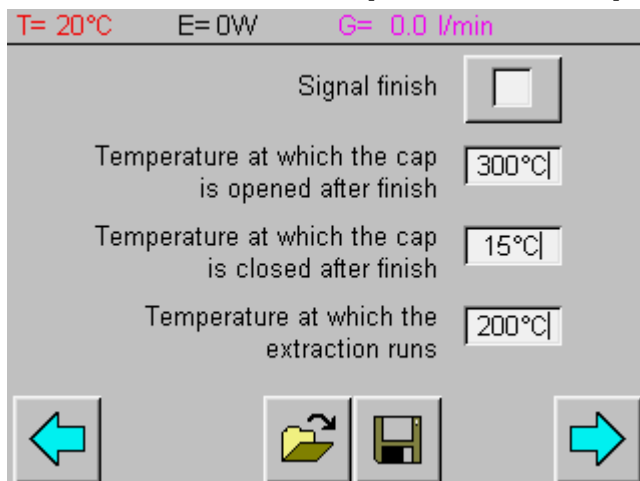 T= 20°C E= 0W G= 0.0 l/min
Signal finish
Temperature at which the cap
is opened after finish
300°C
Temperature at which the cap
is closed after finish
15°C
Temperature at which the
extraction runs
200°C